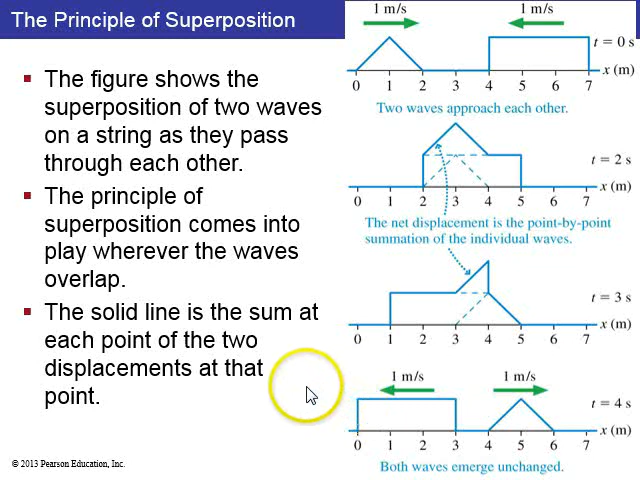 The Principle of Superposition
The figure shows the
superposition of two waves
on a string as they pass
through each other.
The principle of
superposition comes into
play wherever the waves
overlap.
The solid line is the sum at
each point of the two
displacements at that
point.
© 2013 Pearson Education, Inc.
1 m/s 1 m/s
t = 0 s
x (m)
0 1 2 3 4 5 6 7
Two waves approach each other.
t = 2 s
x (m)
0 1 2 3 4 5 6 7
The net displacement is the point-by-point
summation of the individual waves.
t = 3 s
x (m)
0 1 2 3 4 5 6 7
1 m/s 1 m/s
t = 4 s
x (m)
0 1 2 3 4 5 6 7
Both waves emerge unchanged.